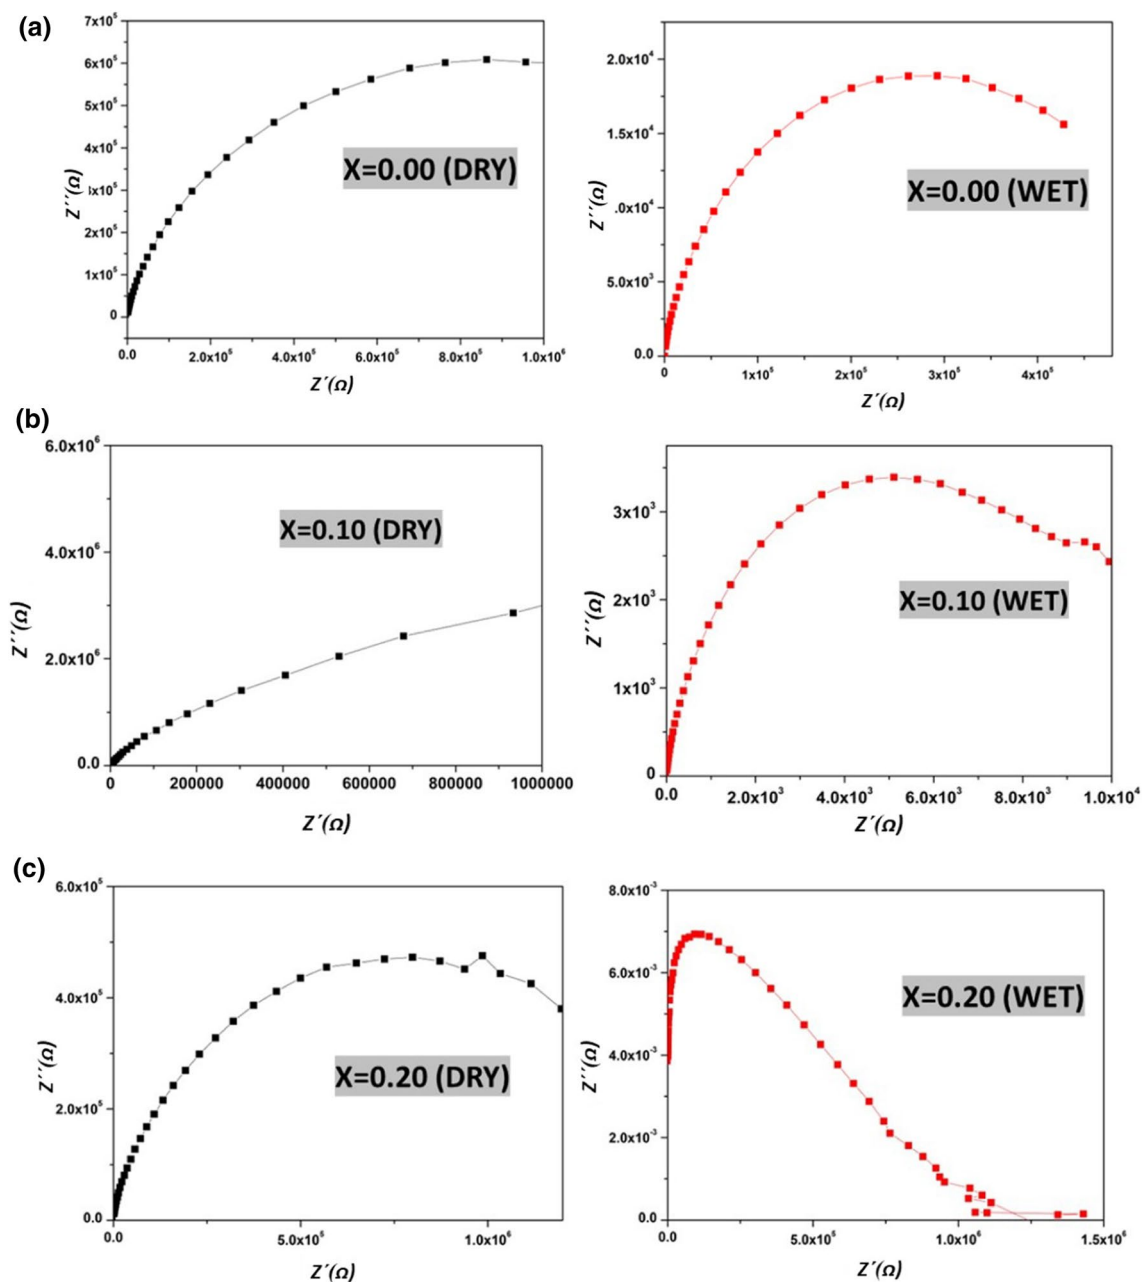 (a)
7x10⁵
6x10⁵
5x10⁵
4x10⁵
ix10⁵
2x10⁵
1x10⁵
0
Z´´(Ω)
X=0.00 (DRY)
0.0 2.0x10⁵ 4.0x10⁵ 6.0x10⁵ 8.0x10⁵ 1.0x10⁶
Z´(Ω)
2.0x10⁴
1.5x10⁴
.0x10⁴
5.0x10³
0.0
Z´´(Ω)
X=0.00 (WET)
0 1x10⁵ 2x10⁵ 3x10⁵ 4x10⁵
Z´(Ω)
(b)
6.0x10⁶
4.0x10⁶
2.0x10⁶
0.0
Z´´(Ω)
X=0.10 (DRY)
0 200000 400000 600000 800000 1000000
Z´(Ω)
3x10³
2x10³
1x10³
0
Z´´(Ω)
X=0.10 (WET)
0.0 2.0x10³ 4.0x10³ 6.0x10³ 8.0x10³ 1.0x10⁴
Z´(Ω)
(c)
6.0x10⁵
4.0x10⁵
2.0x10⁵
0.0
Z´´(Ω)
X=0.20 (DRY)
0.0 5.0x10⁵ 1.0x10⁶
Z´(Ω)
8.0x10⁻³
6.0x10⁻³
4.0x10⁻³
2.0x10⁻³
0.0
Z´´(Ω)
X=0.20 (WET)
0.0 5.0x10⁵ 1.0x10⁶ 1.5x10⁶
Z´(Ω)